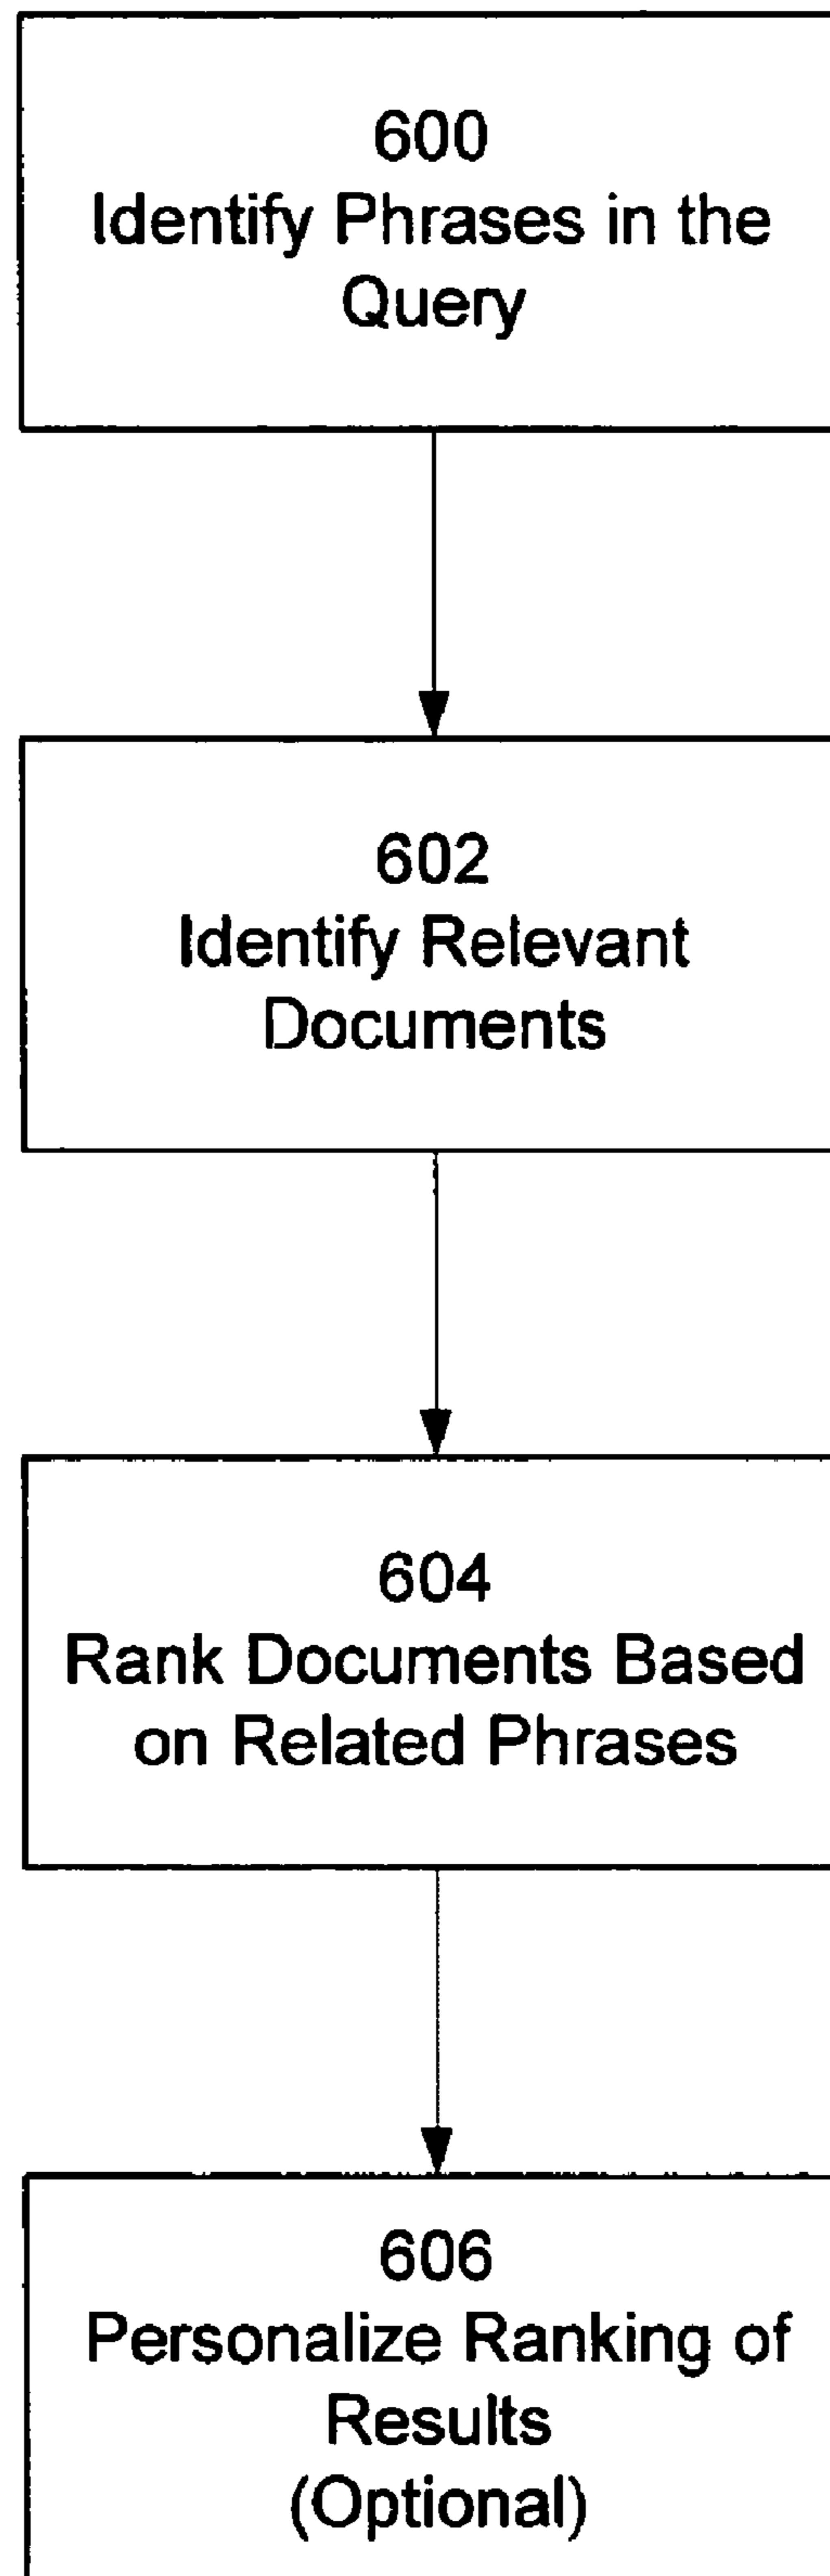 600
Identify Phrases in the
Query
602
Identify Relevant
Documents
604
Rank Documents Based
on Related Phrases
606
Personalize Ranking of
Results
(Optional)